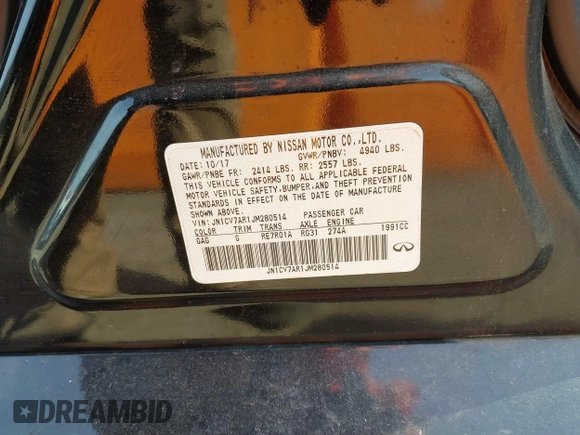 MANUFACTURED BY NISSAN MOTOR CO.,LTD.
DATE: 10/17 GVWR/PNBV: 4940 LBS.
GAWR/PNBE FR: 2414 LBS. RR: 2557 LBS.
THIS VEHICLE CONFORMS TO ALL APPLICABLE FEDERAL
MOTOR VEHICLE SAFETY,BUMPER,AND THEFT PREVENTION
STANDARDS IN EFFECT ON THE DATE OF MANUFACTURE
SHOWN ABOVE.
VIN: JN1CV7AR1JM280514 PASSENGER CAR
COLOR TRIM TRANS AXLE ENGINE
GAG G RE7R01A RG31 274A 1991CC
JN1CV7AR1JM280514
DREAMBID